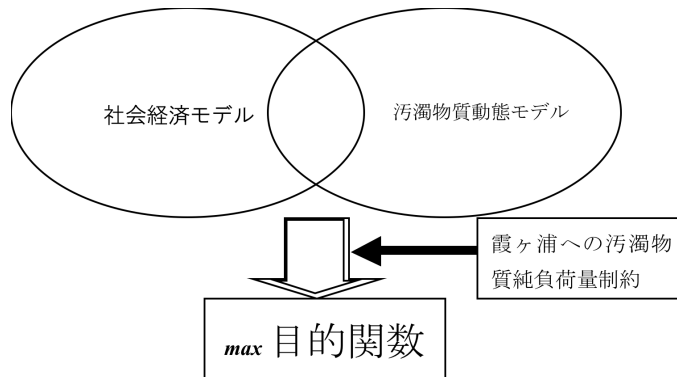 社会経済モデル
汚濁物質動態モデル
霞ヶ浦への汚濁物
質純負荷量制約
max 目的関数